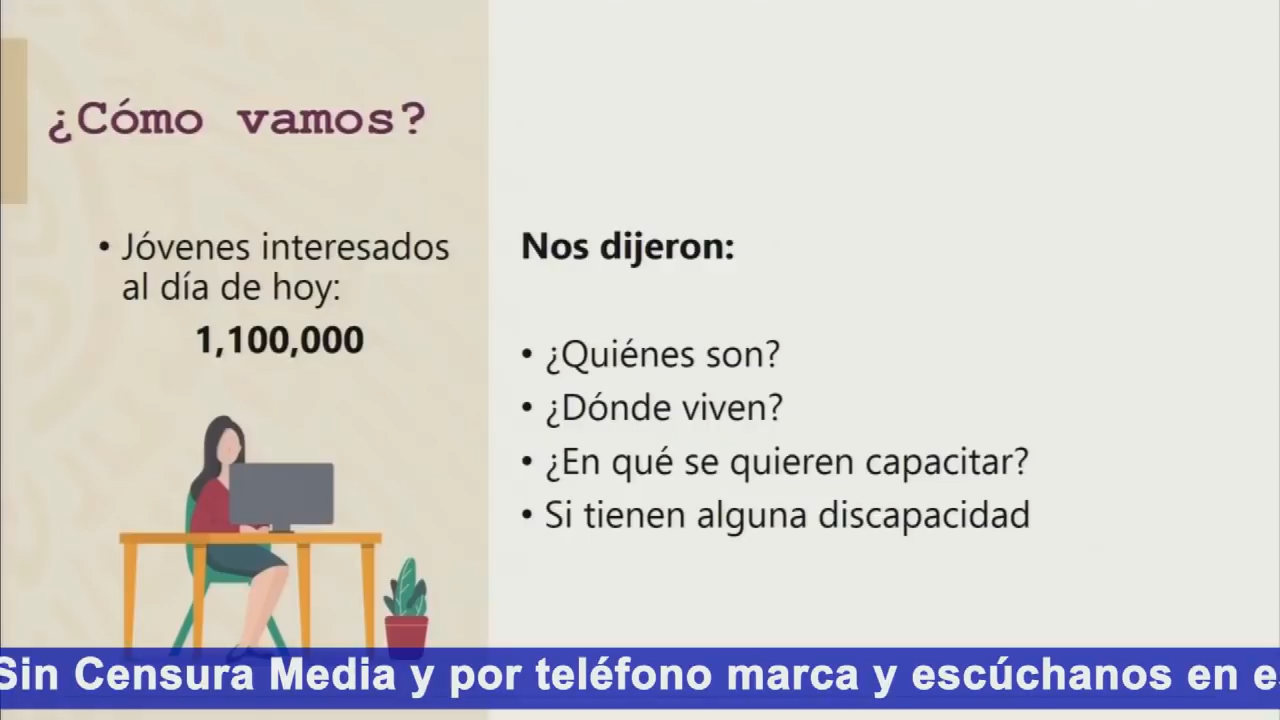 ¿Cómo vamos?
• Jóvenes interesados
al día de hoy:
1,100,000
Nos dijeron:
• ¿Quiénes son?
• ¿Dónde viven?
• ¿En qué se quieren capacitar?
• Si tienen alguna discapacidad
Sin Censura Media y por teléfono marca y escúchanos en